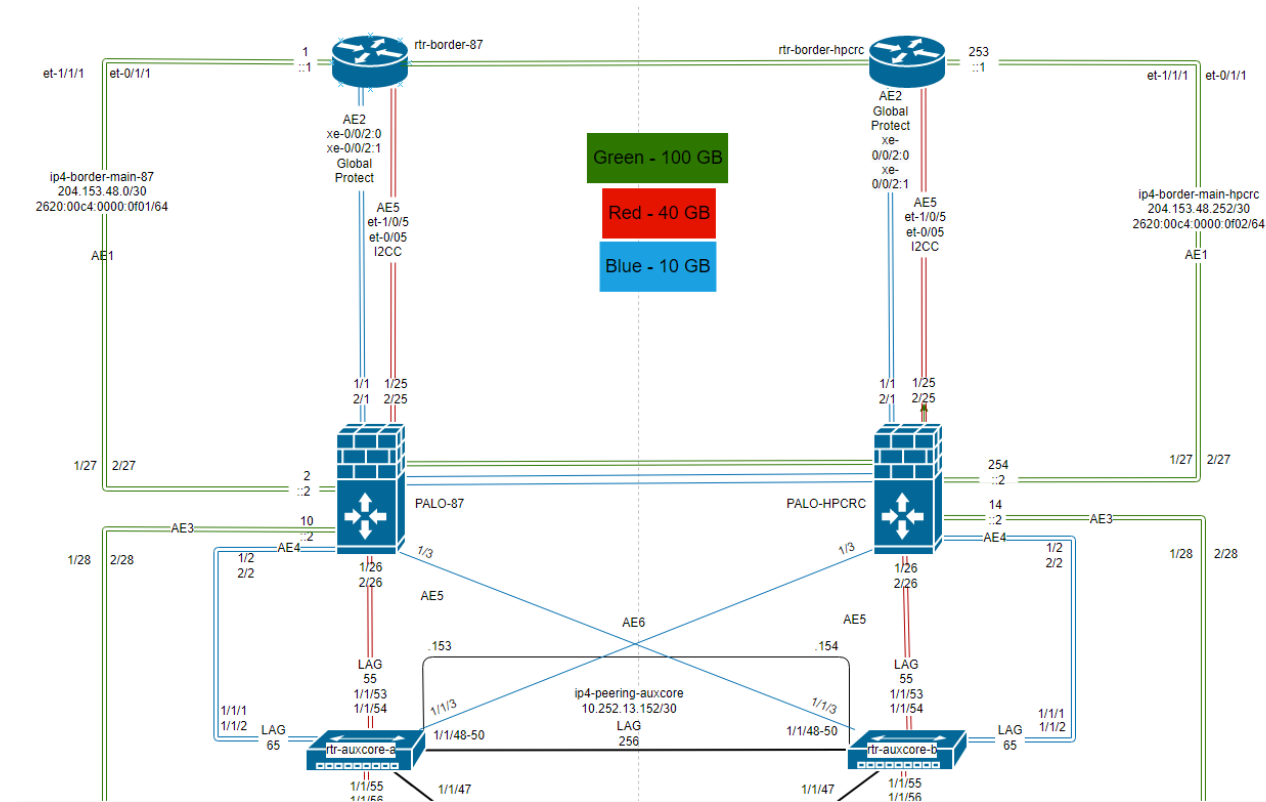 rtr-border-87
rtr-border-hpcrc
1
::1
253
::1
et-1/1/1
et-0/1/1
et-1/1/1
et-0/1/1
AE2
xe-0/0/2:0
xe-0/0/2:1
Global
Protect
AE2
Global
Protect
xe-
0/0/2:0
xe-
0/0/2:1
Green - 100 GB
Red - 40 GB
Blue - 10 GB
ip4-border-main-87
204.153.48.0/30
2620:00c4:0000:0f01/64
AE1
AE5
et-1/0/5
et-0/05
I2CC
AE5
et-1/0/5
et-0/05
I2CC
ip4-border-main-hpcrc
204.153.48.252/30
2620:00c4:0000:0f02/64
AE1
1/1
2/1
1/25
2/25
1/1
2/1
1/25
2/25
1/27
2/27
2
::2
254
::2
1/27
2/27
PALO-87
PALO-HPCRC
10
::2
14
::2
AE3
AE3
AE4
AE4
1/28
2/28
1/2
2/2
1/26
2/26
1/3
1/3
1/26
2/26
1/2
2/2
1/28
2/28
AE5
AE6
AE5
.153
.154
LAG
55
1/1/53
1/1/54
LAG
55
1/1/53
1/1/54
ip4-peering-auxcore
10.252.13.152/30
LAG
256
1/1/3
1/1/3
1/1/1
1/1/2
LAG
65
1/1/48-50
1/1/48-50
LAG
65
1/1/1
1/1/2
rtr-auxcore-a
rtr-auxcore-b
1/1/55
1/1/56
1/1/47
1/1/47
1/1/55
1/1/56